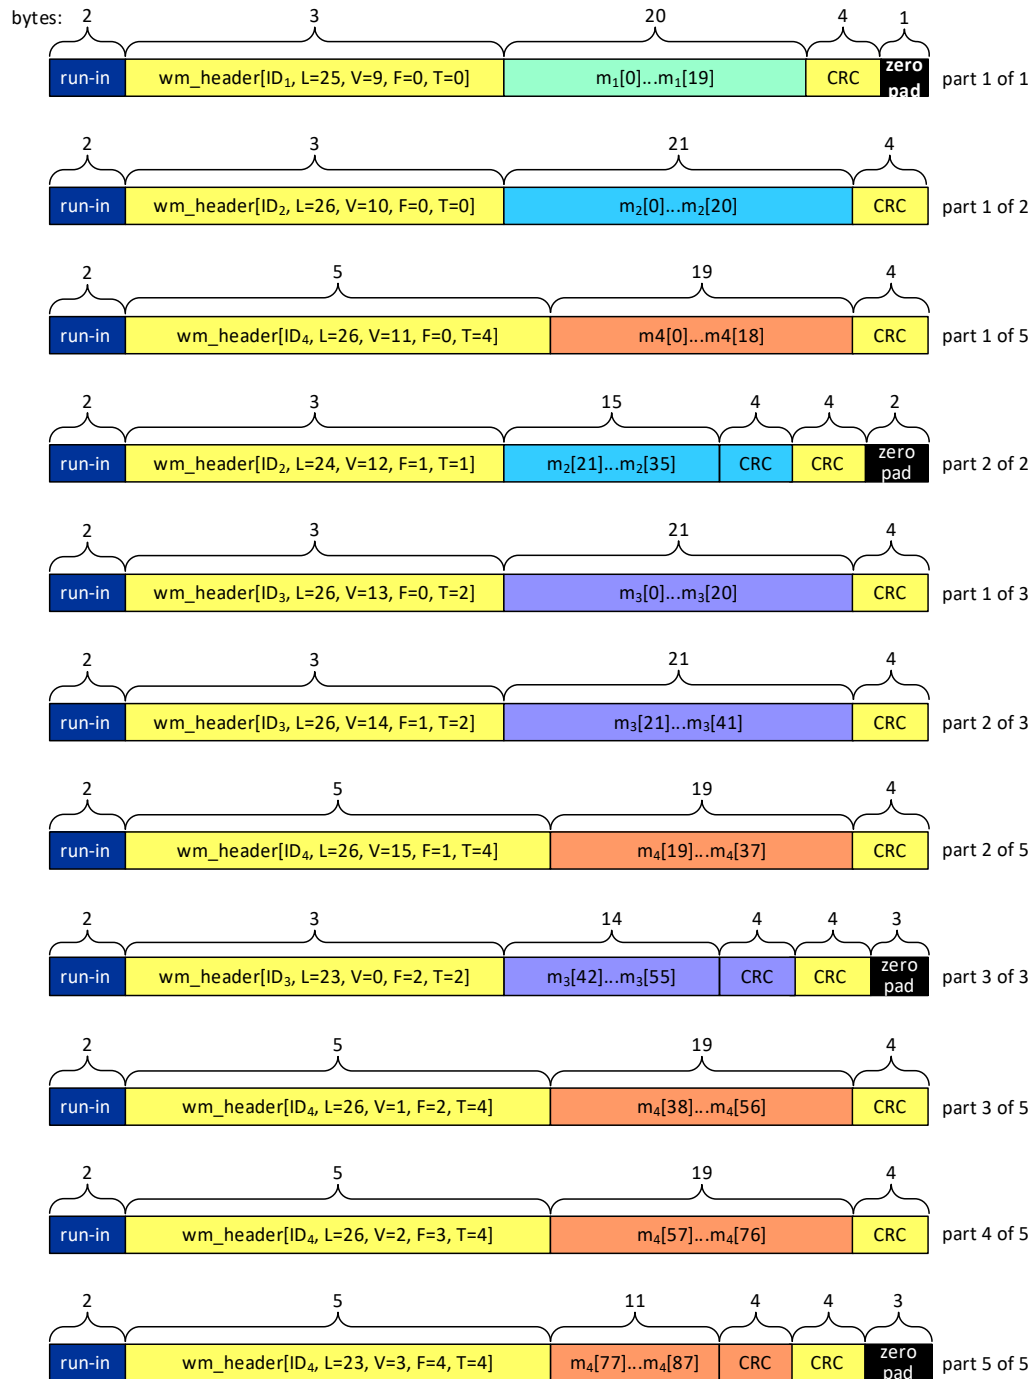 bytes: 2 3 20 4 1
run-in wm_header[ID₁, L=25, V=9, F=0, T=0] m₁[0]...m₁[19] CRC zero pad part 1 of 1
2 3 21 4
run-in wm_header[ID₂, L=26, V=10, F=0, T=0] m₂[0]...m₂[20] CRC part 1 of 2
2 5 19 4
run-in wm_header[ID₄, L=26, V=11, F=0, T=4] m4[0]...m4[18] CRC part 1 of 5
2 3 15 4 4 2
run-in wm_header[ID₂, L=24, V=12, F=1, T=1] m₂[21]...m₂[35] CRC CRC zero pad part 2 of 2
2 3 21 4
run-in wm_header[ID₃, L=26, V=13, F=0, T=2] m₃[0]...m₃[20] CRC part 1 of 3
2 3 21 4
run-in wm_header[ID₃, L=26, V=14, F=1, T=2] m₃[21]...m₃[41] CRC part 2 of 3
2 5 19 4
run-in wm_header[ID₄, L=26, V=15, F=1, T=4] m₄[19]...m₄[37] CRC part 2 of 5
2 3 14 4 4 3
run-in wm_header[ID₃, L=23, V=0, F=2, T=2] m₃[42]...m₃[55] CRC CRC zero pad part 3 of 3
2 5 19 4
run-in wm_header[ID₄, L=26, V=1, F=2, T=4] m₄[38]...m₄[56] CRC part 3 of 5
2 5 19 4
run-in wm_header[ID₄, L=26, V=2, F=3, T=4] m₄[57]...m₄[76] CRC part 4 of 5
2 5 11 4 4 3
run-in wm_header[ID₄, L=23, V=3, F=4, T=4] m₄[77]...m₄[87] CRC CRC zero pad part 5 of 5